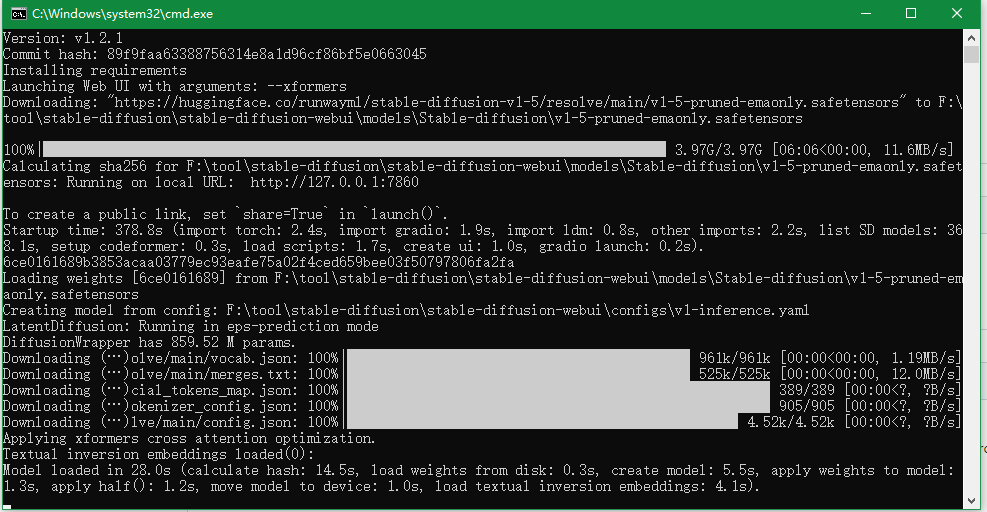 C:\Windows\system32\cmd.exe
Version: v1.2.1
Commit hash: 89f9faa63388756314e8a1d96cf86bf5e0663045
Installing requirements
Launching Web UI with arguments: --xformers
Downloading: "https://huggingface.co/runwayml/stable-diffusion-v1-5/resolve/main/v1-5-pruned-emaonly.safetensors" to F:\
tool\stable-diffusion\stable-diffusion-webui\models\Stable-diffusion\v1-5-pruned-emaonly.safetensors
100%| 3.97G/3.97G [06:06<00:00, 11.6MB/s]
Calculating sha256 for F:\tool\stable-diffusion\stable-diffusion-webui\models\Stable-diffusion\v1-5-pruned-emaonly.safet
ensors: Running on local URL:  http://127.0.0.1:7860
To create a public link, set `share=True` in `launch()`.
Startup time: 378.8s (import torch: 2.4s, import gradio: 1.9s, import ldm: 0.8s, other imports: 2.2s, list SD models: 36
8.1s, setup codeformer: 0.3s, load scripts: 1.7s, create ui: 1.0s, gradio launch: 0.2s).
6ce0161689b3853acaa03779ec93eafe75a02f4ced659bee03f50797806fa2fa
Loading weights [6ce0161689] from F:\tool\stable-diffusion\stable-diffusion-webui\models\Stable-diffusion\v1-5-pruned-em
aonly.safetensors
Creating model from config: F:\tool\stable-diffusion\stable-diffusion-webui\configs\v1-inference.yaml
LatentDiffusion: Running in eps-prediction mode
DiffusionWrapper has 859.52 M params.
Downloading (…)olve/main/vocab.json: 100%| 961k/961k [00:00<00:00, 1.19MB/s]
Downloading (…)olve/main/merges.txt: 100%| 525k/525k [00:00<00:00, 12.0MB/s]
Downloading (…)cial_tokens_map.json: 100%| 389/389 [00:00<?, ?B/s]
Downloading (…)okenizer_config.json: 100%| 905/905 [00:00<?, ?B/s]
Downloading (…)lve/main/config.json: 100%| 4.52k/4.52k [00:00<?, ?B/s]
Applying xformers cross attention optimization.
Textual inversion embeddings loaded(0):
Model loaded in 28.0s (calculate hash: 14.5s, load weights from disk: 0.3s, create model: 5.5s, apply weights to model:
1.3s, apply half(): 1.2s, move model to device: 1.0s, load textual inversion embeddings: 4.1s).